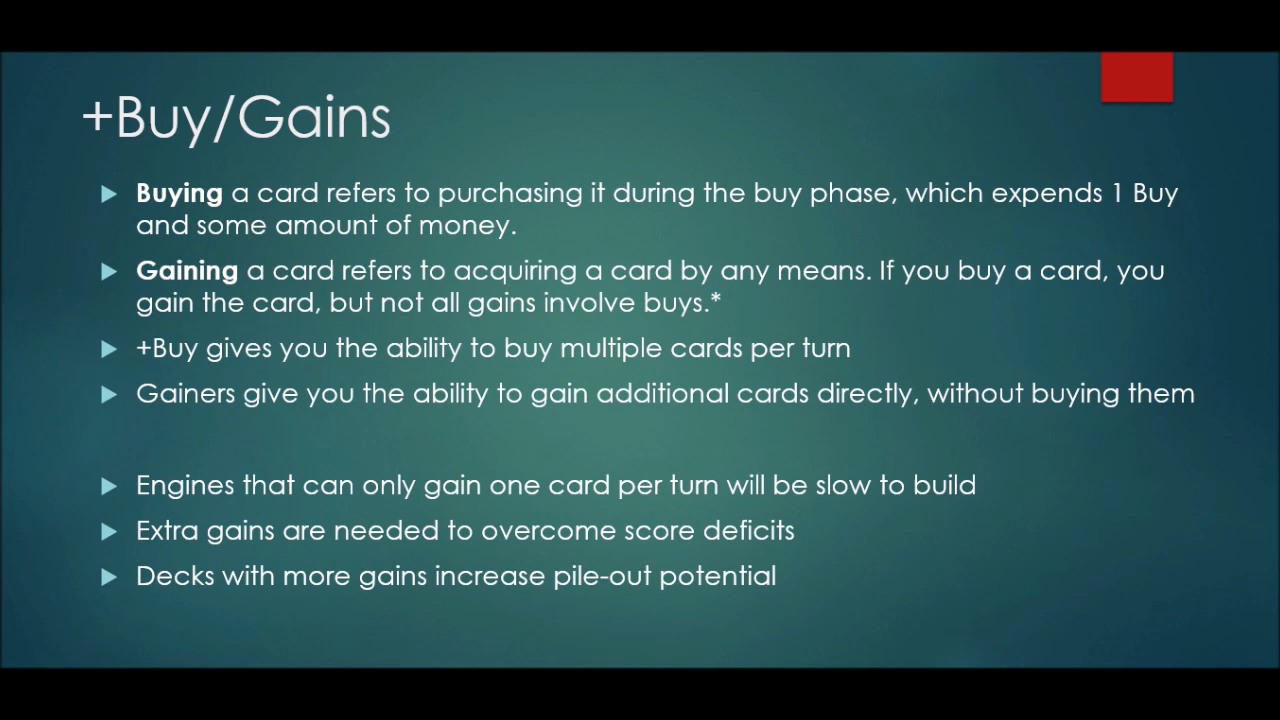 +Buy/Gains
Buying a card refers to purchasing it during the buy phase, which expends 1 Buy
and some amount of money.
Gaining a card refers to acquiring a card by any means. If you buy a card, you
gain the card, but not all gains involve buys.*
+Buy gives you the ability to buy multiple cards per turn
Gainers give you the ability to gain additional cards directly, without buying them
Engines that can only gain one card per turn will be slow to build
Extra gains are needed to overcome score deficits
Decks with more gains increase pile-out potential